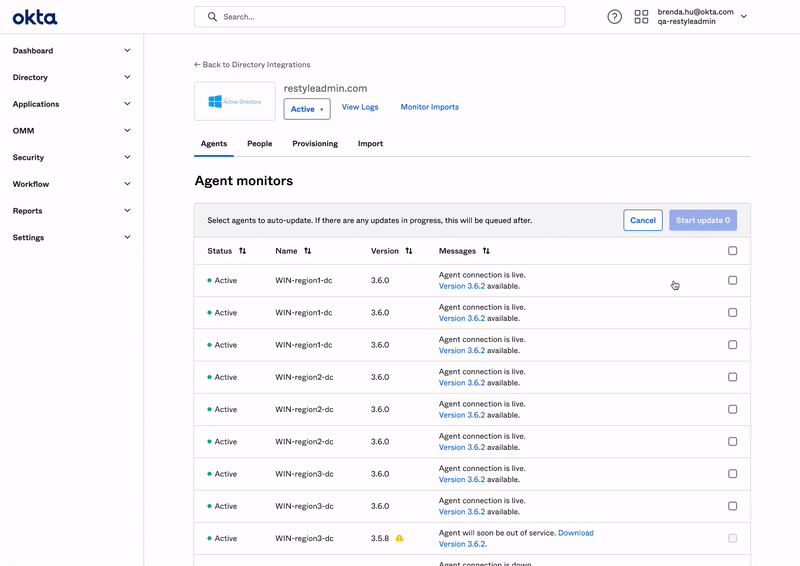 okta
Search...
brenda.hu@okta.com
qa-restyleadmin
Dashboard
Directory
Applications
OMM
Security
Workflow
Reports
Settings
← Back to Directory Integrations
Active Directory
restyleadmin.com
Active
View Logs
Monitor Imports
Agents People Provisioning Import
Agent monitors
Select agents to auto-update. If there are any updates in progress, this will be queued after. Cancel Start update 0
Status Name Version Messages
Active WIN-region1-dc 3.6.0 Agent connection is live.
Version 3.6.2 available.
Active WIN-region1-dc 3.6.0 Agent connection is live.
Version 3.6.2 available.
Active WIN-region1-dc 3.6.0 Agent connection is live.
Version 3.6.2 available.
Active WIN-region2-dc 3.6.0 Agent connection is live.
Version 3.6.2 available.
Active WIN-region2-dc 3.6.0 Agent connection is live.
Version 3.6.2 available.
Active WIN-region2-dc 3.6.0 Agent connection is live.
Version 3.6.2 available.
Active WIN-region3-dc 3.6.0 Agent connection is live.
Version 3.6.2 available.
Active WIN-region3-dc 3.6.0 Agent connection is live.
Version 3.6.2 available.
Active WIN-region3-dc 3.5.8 Agent will soon be out of service. Download
Version 3.6.2.
Agent connection is down.